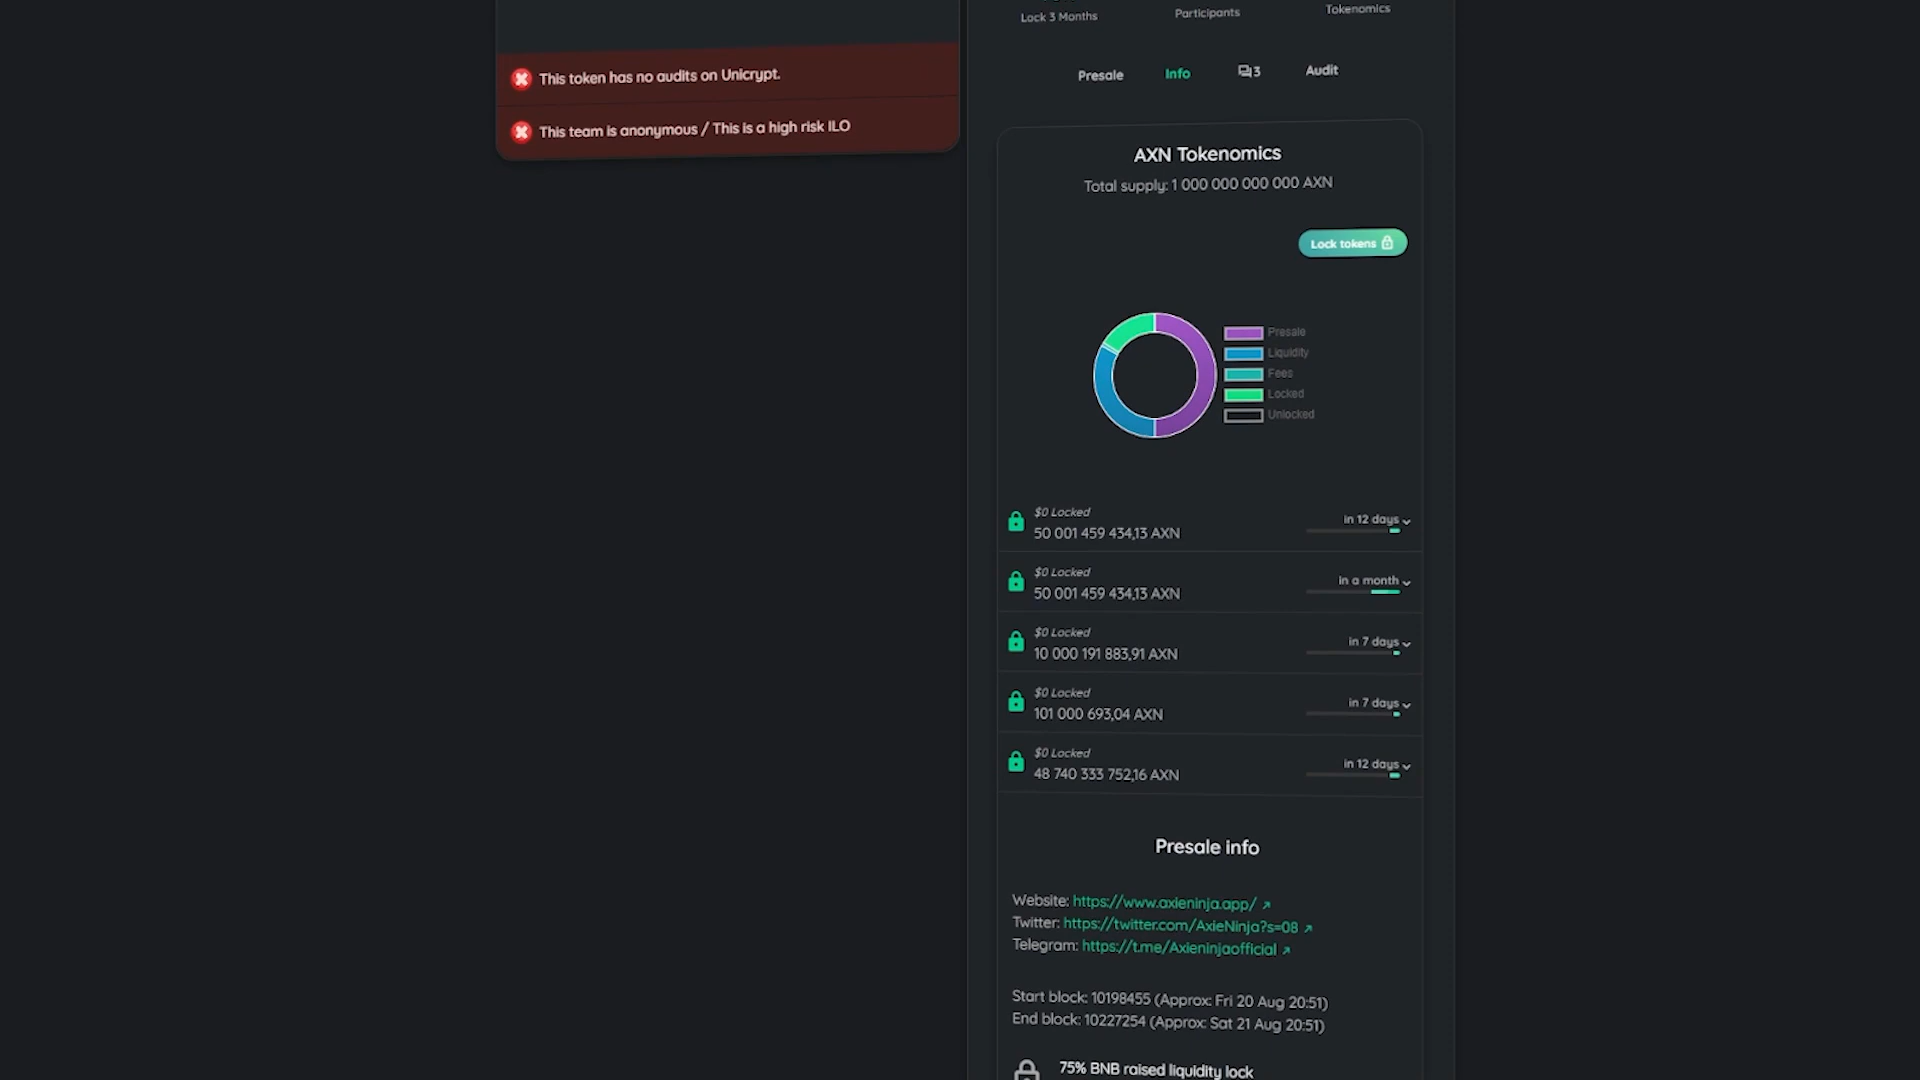 Lock 3 Months
Participants
Tokenomics
This token has no audits on Unicrypt.
This team is anonymous / This is a high risk ILO
Presale
Info
3
Audit
AXN Tokenomics
Total supply: 1 000 000 000 000 AXN
Lock tokens
Presale
Liquidity
Fees
Locked
Unlocked
$0 Locked
50 001 459 434,13 AXN
in 12 days
$0 Locked
50 001 459 434,13 AXN
in a month
$0 Locked
10 000 191 883,91 AXN
in 7 days
$0 Locked
101 000 693,04 AXN
in 7 days
$0 Locked
48 740 333 752,16 AXN
in 12 days
Presale info
Website: https://www.axieninja.app/
Twitter: https://twitter.com/AxieNinja?s=08
Telegram: https://t.me/Axieninjaofficial
Start block: 10198455 (Approx: Fri 20 Aug 20:51)
End block: 10227254 (Approx: Sat 21 Aug 20:51)
75% BNB raised liquidity lock